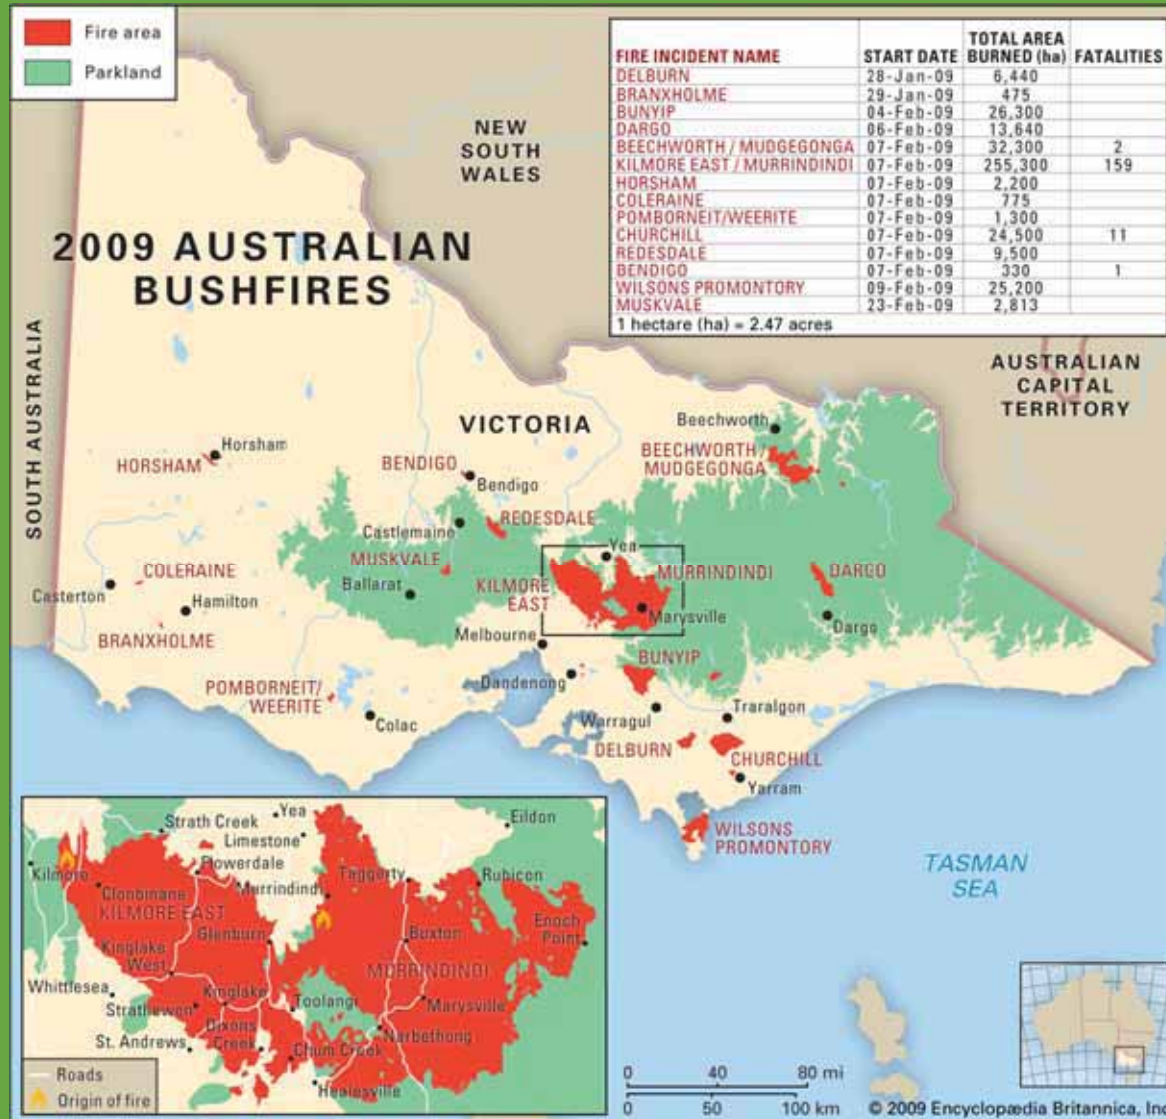 Fire area
Parkland
FIRE INCIDENT NAME START DATE TOTAL AREA BURNED (ha) FATALITIES
DELBURN 28-Jan-09 6,440
BRANXHOLME 29-Jan-09 475
BUNYIP 04-Feb-09 26,300
DARGO 06-Feb-09 13,640
BEECHWORTH / MUDGEGONGA 07-Feb-09 32,300 2
KILMORE EAST / MURRINDINDI 07-Feb-09 255,300 159
HORSHAM 07-Feb-09 2,200
COLERAINE 07-Feb-09 775
POMBORNEIT/WEERITE 07-Feb-09 1,300
CHURCHILL 07-Feb-09 24,500 11
REDESDALE 07-Feb-09 9,500
BENDIGO 07-Feb-09 330 1
WILSONS PROMONTORY 09-Feb-09 25,200
MUSKVALE 23-Feb-09 2,813
1 hectare (ha) = 2.47 acres
NEW
SOUTH
WALES
2009 AUSTRALIAN
BUSHFIRES
SOUTH AUSTRALIA
AUSTRALIAN
CAPITAL
TERRITORY
VICTORIA
Beechworth
BEECHWORTH /
MUDGEGONGA
Horsham
HORSHAM
BENDIGO
Bendigo
REDESDALE
Castlemaine
MUSKVALE
Ballarat
Yea
KILMORE
EAST
MURRINDINDI
Marysville
DARGO
Dargo
COLERAINE
Casterton
Hamilton
BRANXHOLME
Melbourne
BUNYIP
Dandenong
POMBORNEIT/
WEERITE
Colac
Warragul
Traralgon
DELBURN
CHURCHILL
Yarram
WILSONS
PROMONTORY
TASMAN
SEA
Yea
Strath Creek
Limestone
Eildon
Kilmore
Flowerdale
Murrindindi
Taggerty
Rubicon
Clonbinane
KILMORE EAST
Glenburn
Buxton
Enoch
Point
Kinglake
West
MURRINDINDI
Whittlesea
Kinglake
Toolangi
Marysville
Strathewen
Dixons
Creek
Narbethong
St. Andrews
Chum Creek
Healesville
Roads
Origin of fire
0 40 80 mi
0 50 100 km
© 2009 Encyclopædia Britannica, Inc